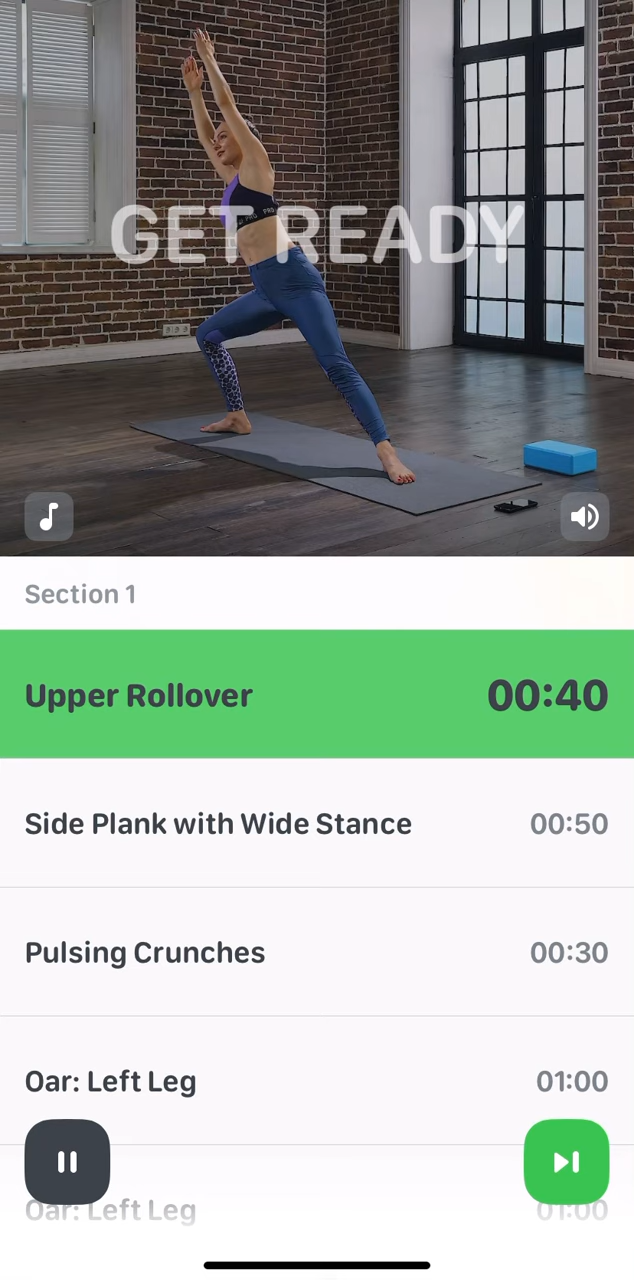 GET READY
Section 1
Upper Rollover 00:40
Side Plank with Wide Stance 00:50
Pulsing Crunches 00:30
Oar: Left Leg 01:00
Oar: Left Leg 01:00